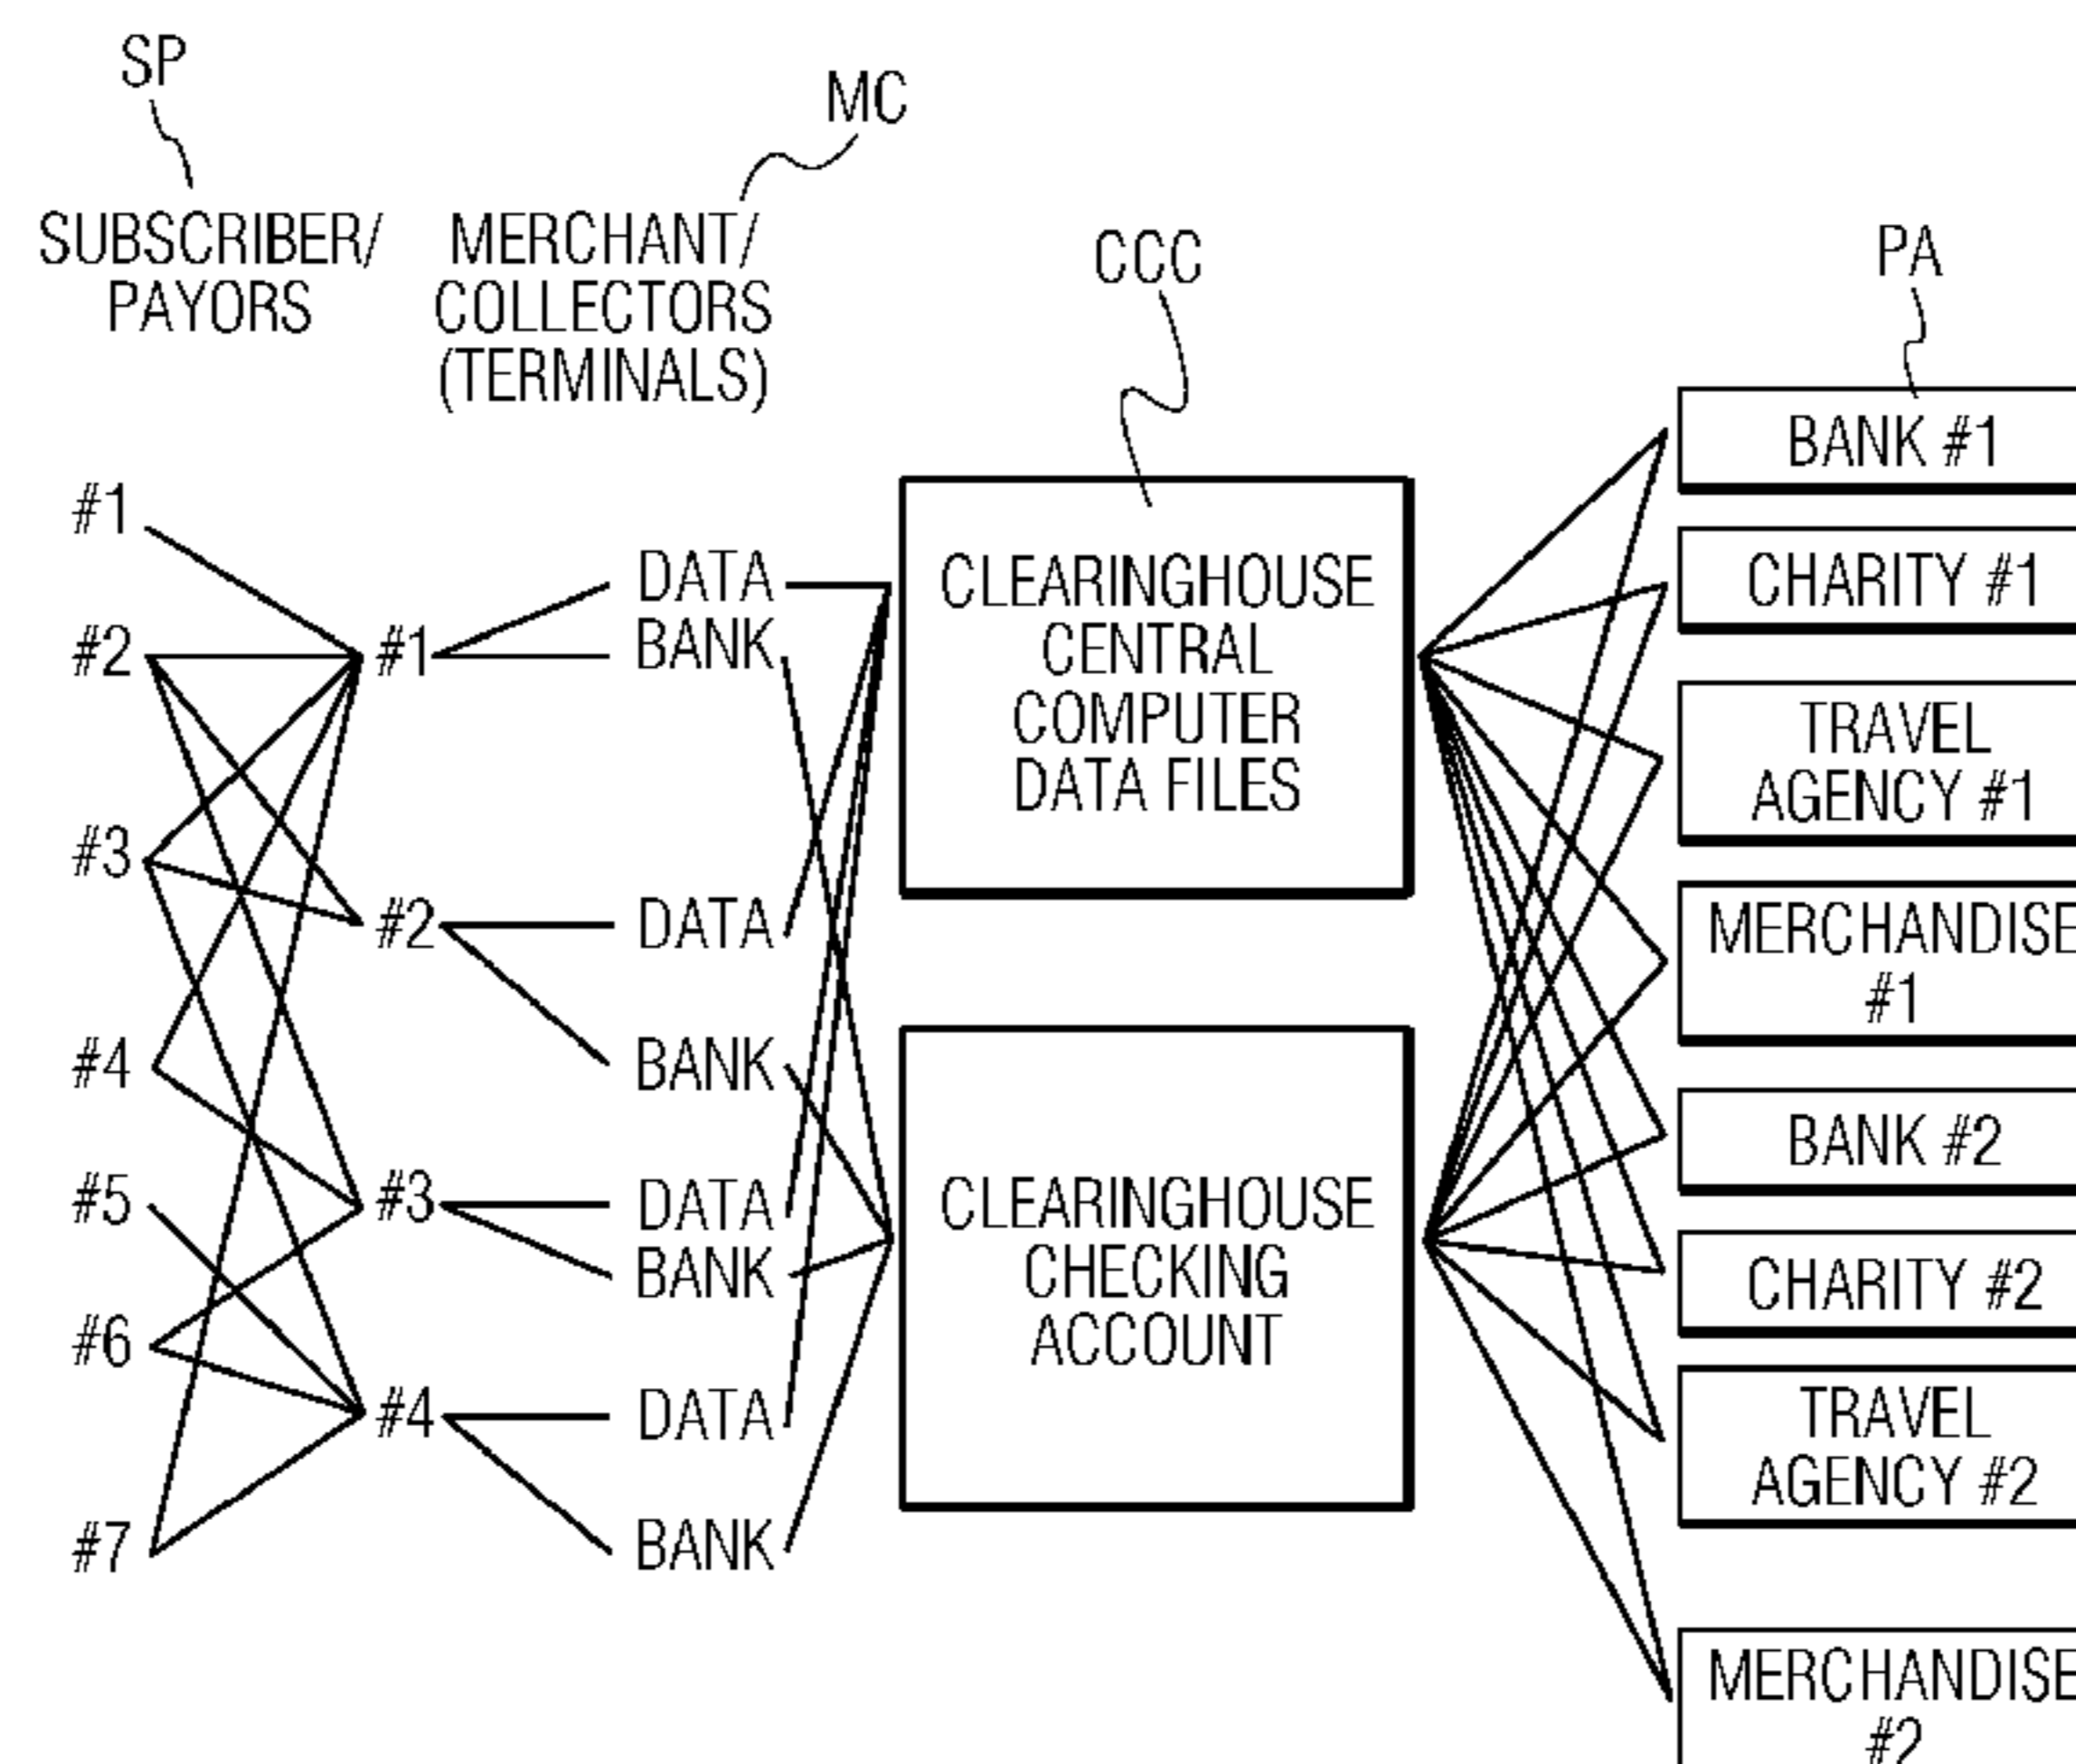 SP
MC
SUBSCRIBER/
PAYORS
MERCHANT/
COLLECTORS
(TERMINALS)
CCC
PA
#1
#2
#3
#4
#5
#6
#7
#1
#2
#3
#4
DATA
BANK
DATA
BANK
DATA
BANK
DATA
BANK
CLEARINGHOUSE
CENTRAL
COMPUTER
DATA FILES
CLEARINGHOUSE
CHECKING
ACCOUNT
BANK #1
CHARITY #1
TRAVEL
AGENCY #1
MERCHANDISE
#1
BANK #2
CHARITY #2
TRAVEL
AGENCY #2
MERCHANDISE
#2